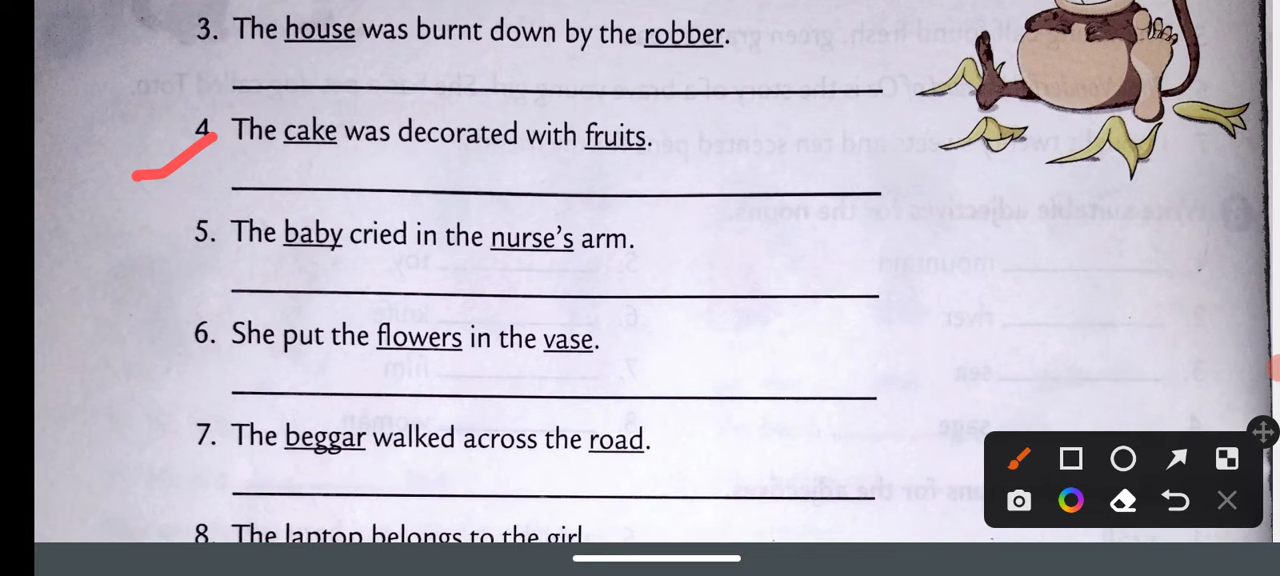 3. The house was burnt down by the robber.
4. The cake was decorated with fruits.
5. The baby cried in the nurse's arm.
6. She put the flowers in the vase.
7. The beggar walked across the road.
8. The laptop belongs to the girl